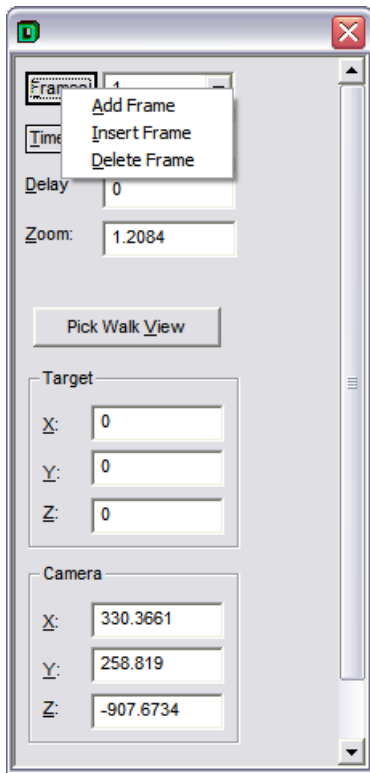 Frames 1
Add Frame
Time
Insert Frame
Delete Frame
Delay 0
Zoom: 1.2084
Pick Walk View
Target
X: 0
Y: 0
Z: 0
Camera
X: 330.3661
Y: 258.819
Z: -907.6734